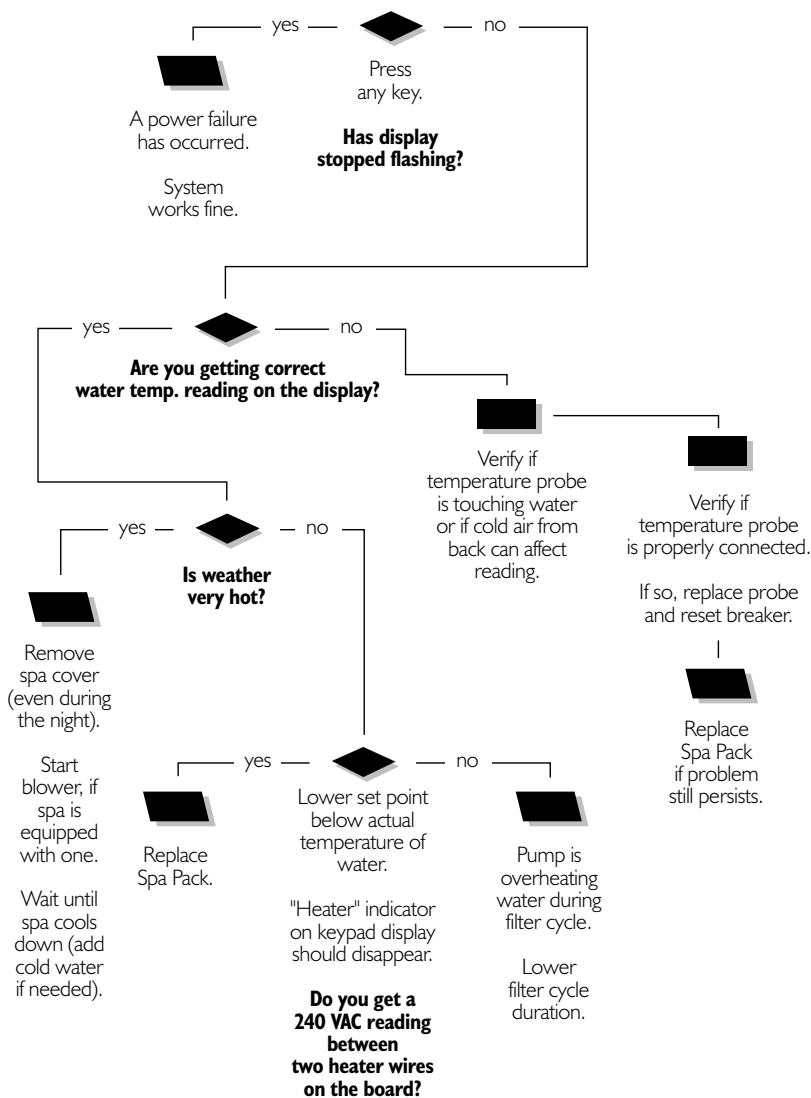 yes
no
Press
any key.
Has display
stopped flashing?
A power failure
has occurred.
System
works fine.
yes
no
Are you getting correct
water temp. reading on the display?
Verify if
temperature probe
is touching water
or if cold air from
back can affect
reading.
Verify if
temperature probe
is properly connected.
If so, replace probe
and reset breaker.
Replace
Spa Pack
if problem
still persists.
yes
no
Is weather
very hot?
Remove
spa cover
(even during
the night).
Start
blower, if
spa is
equipped
with one.
Wait until
spa cools
down (add
cold water
if needed).
yes
no
Replace
Spa Pack.
Lower set point
below actual
temperature of
water.
"Heater" indicator
on keypad display
should disappear.
Do you get a
240 VAC reading
between
two heater wires
on the board?
Pump is
overheating
water during
filter cycle.
Lower
filter cycle
duration.